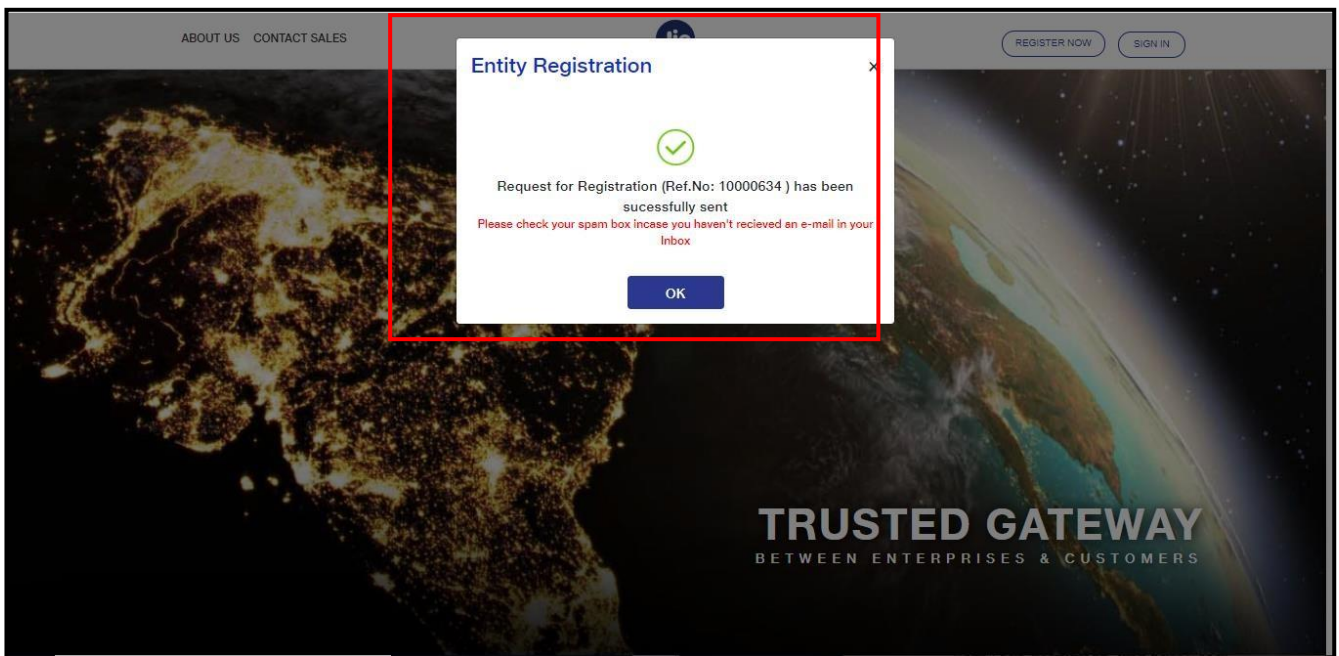 ABOUT US CONTACT SALES
REGISTER NOW SIGN IN
Entity Registration
Request for Registration (Ref.No: 10000634 ) has been
sucessfully sent
Please check your spam box incase you haven't recieved an e-mail in your
Inbox
OK
TRUSTED GATEWAY
BETWEEN ENTERPRISES & CUSTOMERS